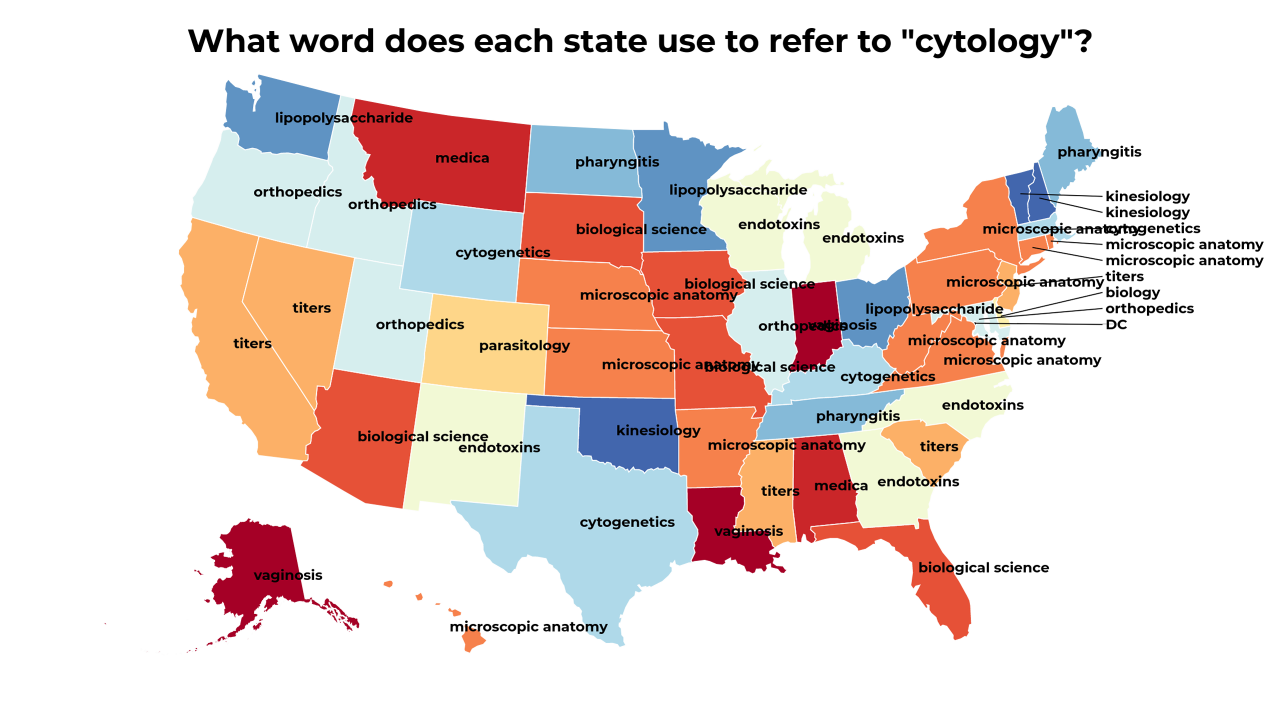 What word does each state use to refer to "cytology"?
lipopolysaccharide
medica
pharyngitis
pharyngitis
orthopedics
orthopedics
lipopolysaccharide
kinesiology
kinesiology
biological science
endotoxins
endotoxins
microscopic anatomy
cytogenetics
microscopic anatomy
cytogenetics
microscopic anatomy
titers
biological science
microscopic anatomy
microscopic anatomy
biology
titers
orthopedics
lipopolysaccharide
orthopedics
orthopedics
vaginosis
DC
titers
parasitology
microscopic anatomy
microscopic anatomy
biological science
microscopic anatomy
cytogenetics
endotoxins
pharyngitis
kinesiology
biological science
endotoxins
microscopic anatomy
titers
titers
medica
endotoxins
cytogenetics
vaginosis
biological science
vaginosis
microscopic anatomy